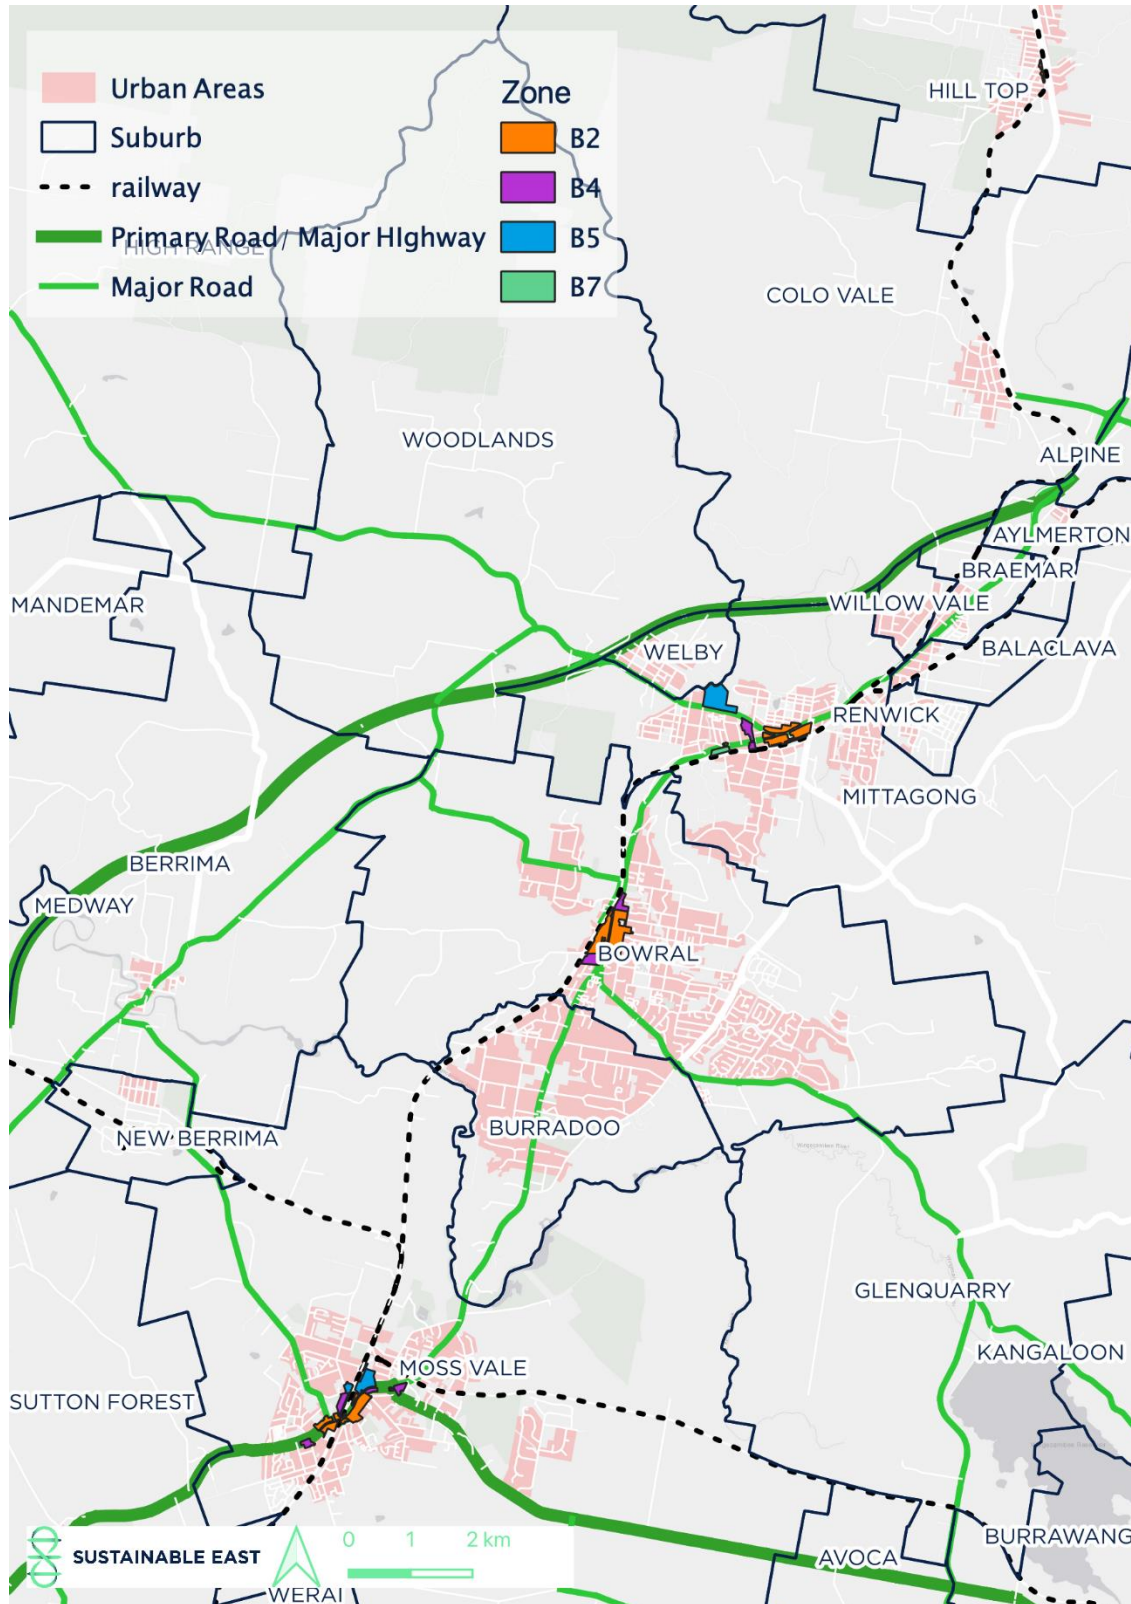 Urban Areas
Suburb
railway
Primary Road/ Major HIghway
Major Road
Zone
B2
B4
B5
B7
HIGH RANGE
HILL TOP
COLO VALE
WOODLANDS
ALPINE
AYLMERTON
BRAEMAR
MANDEMAR
WILLOW VALE
WELBY
BALACLAVA
RENWICK
MITTAGONG
BERRIMA
MEDWAY
BOWRAL
BURRADOO
NEW BERRIMA
GLENQUARRY
KANGALOON
MOSS VALE
SUTTON FOREST
BURRAWANG
AVOCA
WERAI
SUSTAINABLE EAST
0 1 2 km